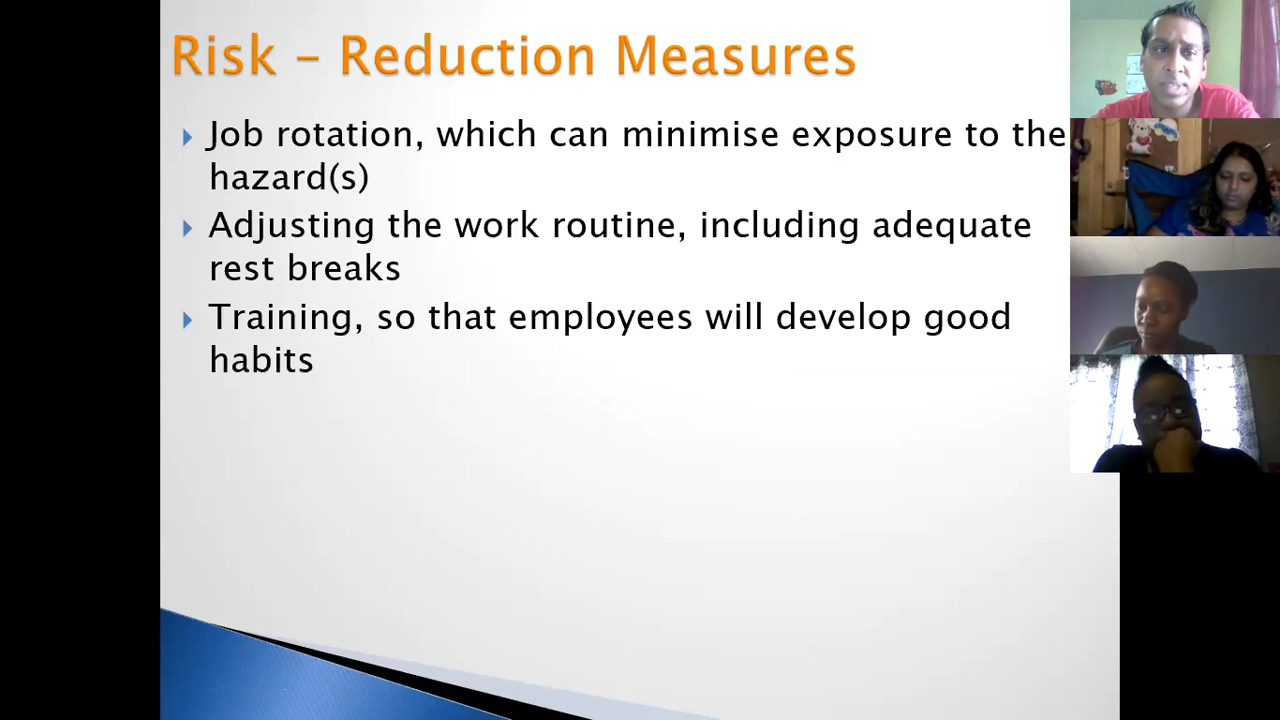 Risk – Reduction Measures
Job rotation, which can minimise exposure to the
hazard(s)
Adjusting the work routine, including adequate
rest breaks
Training, so that employees will develop good
habits